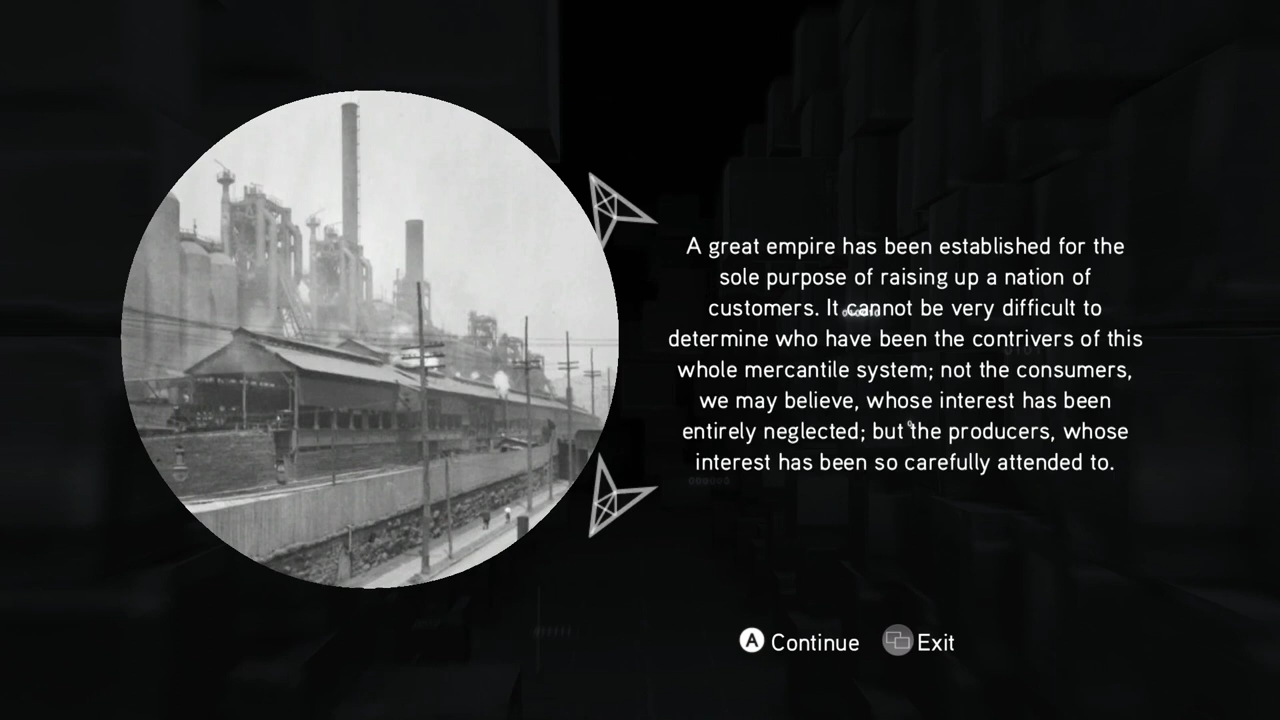 A great empire has been established for the
sole purpose of raising up a nation of
customers. It cannot be very difficult to
determine who have been the contrivers of this
whole mercantile system; not the consumers,
we may believe, whose interest has been
entirely neglected; but the producers, whose
interest has been so carefully attended to.
A Continue Exit